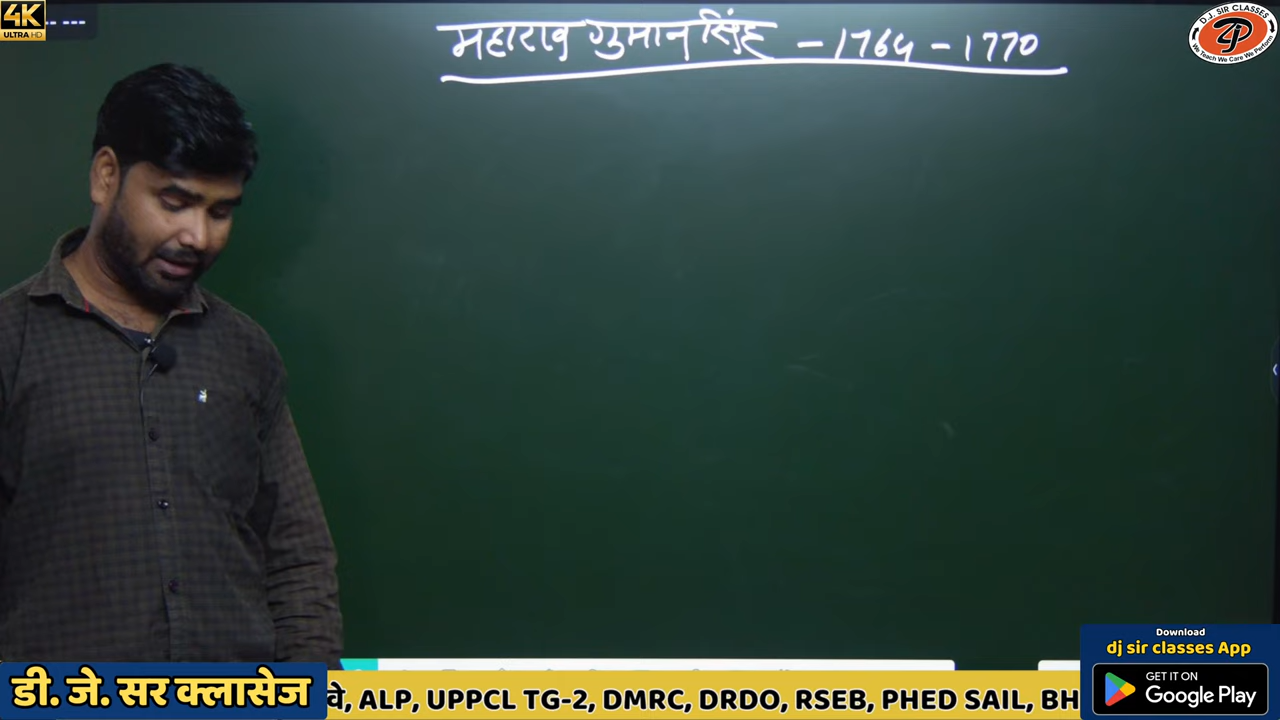 4K
ULTRA HD
महाराव गुमान सिंह - 1764 - 1770
D.J. SIR CLASSES
We Teach We Care We Perform
Download
dj sir classes App
GET IT ON
Google Play
डी. जे. सर क्लासेज
वे, ALP, UPPCL TG-2, DMRC, DRDO, RSEB, PHED SAIL, BH